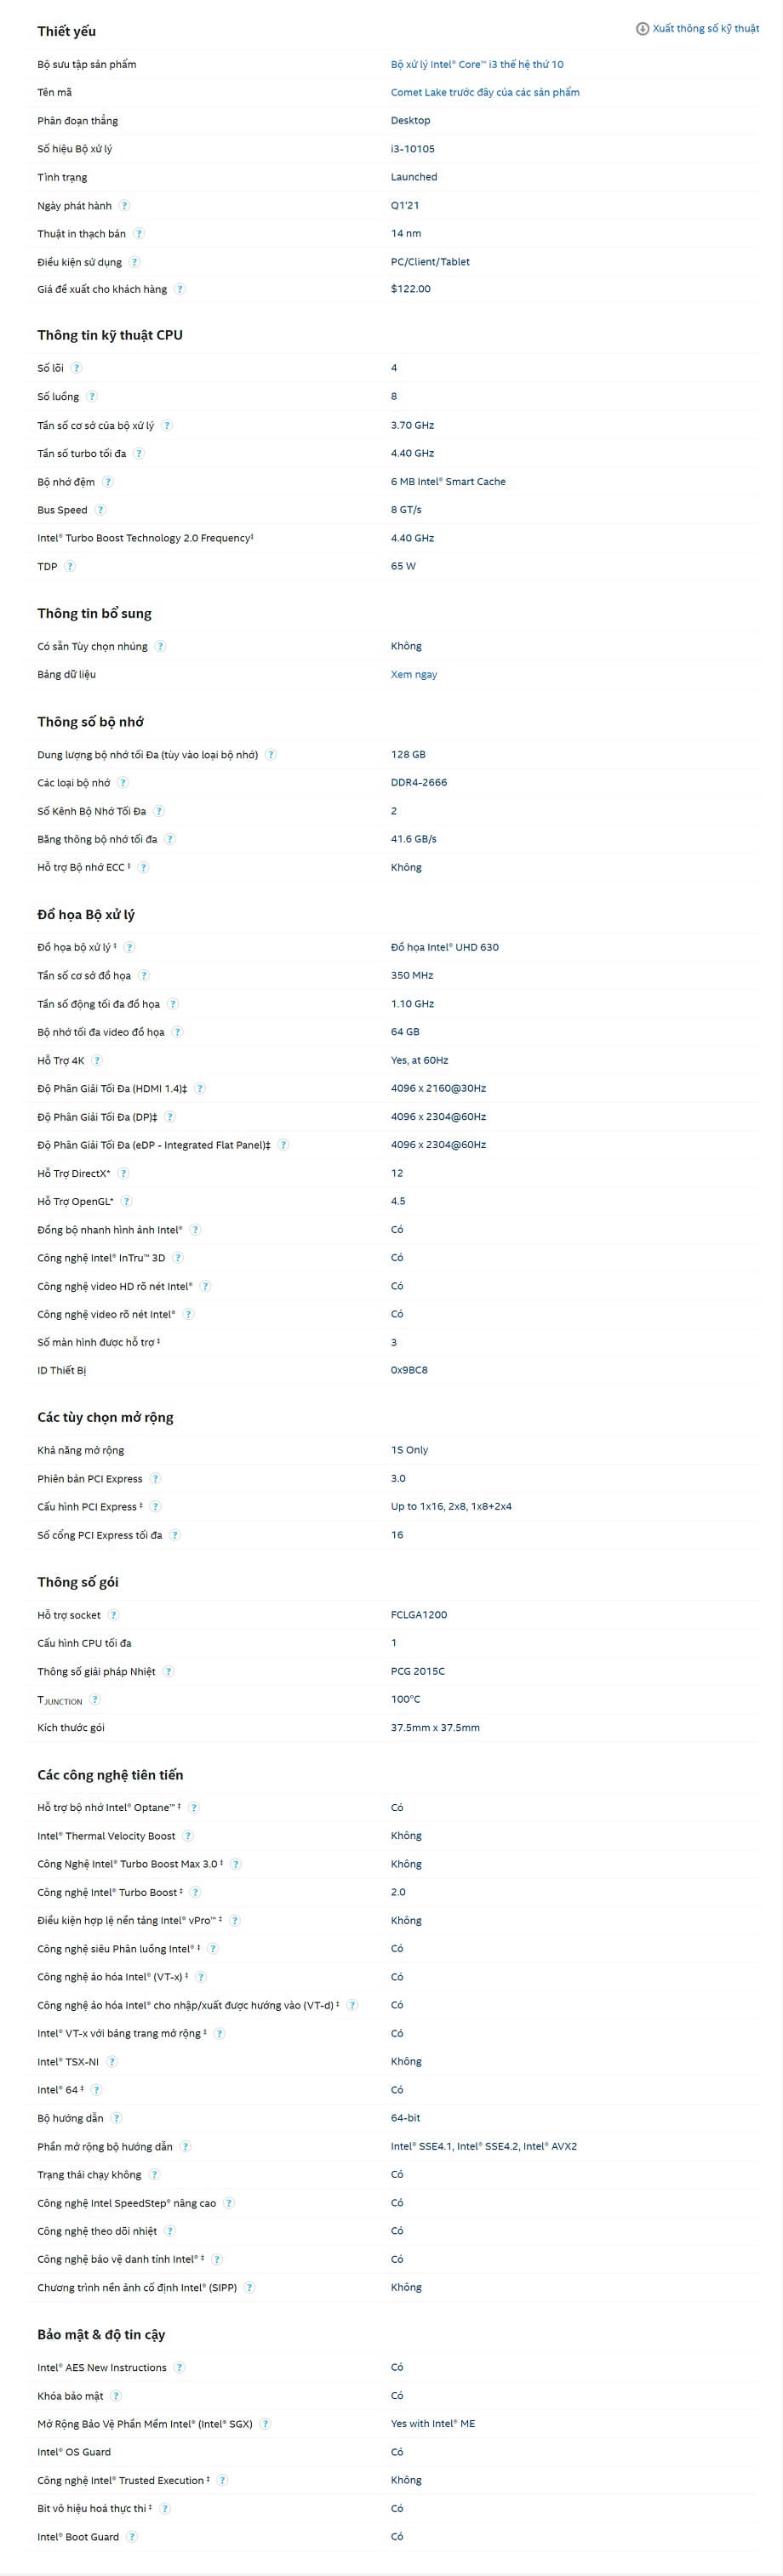 Thiết yếu
Xuất thông số kỹ thuật
Bộ sưu tập sản phẩm Bộ xử lý Intel® Core™ i3 thế hệ thứ 10
Tên mã Comet Lake trước đây của các sản phẩm
Phân đoạn thẳng Desktop
Số hiệu Bộ xử lý i3-10105
Tình trạng Launched
Ngày phát hành ? Q1'21
Thuật in thạch bản ? 14 nm
Điều kiện sử dụng ? PC/Client/Tablet
Giá đề xuất cho khách hàng ? $122.00
Thông tin kỹ thuật CPU
Số lõi ? 4
Số luồng ? 8
Tần số cơ sở của bộ xử lý ? 3.70 GHz
Tần số turbo tối đa ? 4.40 GHz
Bộ nhớ đệm ? 6 MB Intel® Smart Cache
Bus Speed ? 8 GT/s
Intel® Turbo Boost Technology 2.0 Frequency‡ 4.40 GHz
TDP ? 65 W
Thông tin bổ sung
Có sẵn Tùy chọn nhúng ? Không
Bảng dữ liệu Xem ngay
Thông số bộ nhớ
Dung lượng bộ nhớ tối Đa (tùy vào loại bộ nhớ) ? 128 GB
Các loại bộ nhớ ? DDR4-2666
Số Kênh Bộ Nhớ Tối Đa ? 2
Băng thông bộ nhớ tối đa ? 41.6 GB/s
Hỗ trợ Bộ nhớ ECC ‡ ? Không
Đồ họa Bộ xử lý
Đồ họa bộ xử lý ‡ ? Đồ họa Intel® UHD 630
Tần số cơ sở đồ họa ? 350 MHz
Tần số động tối đa đồ họa ? 1.10 GHz
Bộ nhớ tối đa video đồ họa ? 64 GB
Hỗ Trợ 4K ? Yes, at 60Hz
Độ Phân Giải Tối Đa (HDMI 1.4)‡ ? 4096 x 2160@30Hz
Độ Phân Giải Tối Đa (DP)‡ ? 4096 x 2304@60Hz
Độ Phân Giải Tối Đa (eDP - Integrated Flat Panel)‡ ? 4096 x 2304@60Hz
Hỗ Trợ DirectX* ? 12
Hỗ Trợ OpenGL* ? 4.5
Đồng bộ nhanh hình ảnh Intel® ? Có
Công nghệ Intel® InTru™ 3D ? Có
Công nghệ video HD rõ nét Intel® ? Có
Công nghệ video rõ nét Intel® ? Có
Số màn hình được hỗ trợ ‡ 3
ID Thiết Bị 0x9BC8
Các tùy chọn mở rộng
Khả năng mở rộng 1S Only
Phiên bản PCI Express ? 3.0
Cấu hình PCI Express ‡ ? Up to 1x16, 2x8, 1x8+2x4
Số cổng PCI Express tối đa ? 16
Thông số gói
Hỗ trợ socket ? FCLGA1200
Cấu hình CPU tối đa 1
Thông số giải pháp Nhiệt ? PCG 2015C
TJUNCTION ? 100°C
Kích thước gói 37.5mm x 37.5mm
Các công nghệ tiên tiến
Hỗ trợ bộ nhớ Intel® Optane™ ‡ ? Có
Intel® Thermal Velocity Boost ? Không
Công Nghệ Intel® Turbo Boost Max 3.0 ‡ ? Không
Công nghệ Intel® Turbo Boost ‡ ? 2.0
Điều kiện hợp lệ nền tảng Intel® vPro™ ‡ ? Không
Công nghệ siêu Phân luồng Intel® ‡ ? Có
Công nghệ ảo hóa Intel® (VT-x) ‡ ? Có
Công nghệ ảo hóa Intel® cho nhập/xuất được hướng vào (VT-d) ‡ ? Có
Intel® VT-x với bảng trang mở rộng ‡ ? Có
Intel® TSX-NI ? Không
Intel® 64 ‡ ? Có
Bộ hướng dẫn ? 64-bit
Phần mở rộng bộ hướng dẫn ? Intel® SSE4.1, Intel® SSE4.2, Intel® AVX2
Trạng thái chạy không ? Có
Công nghệ Intel SpeedStep® nâng cao ? Có
Công nghệ theo dõi nhiệt ? Có
Công nghệ bảo vệ danh tính Intel® ‡ ? Có
Chương trình nền ảnh cố định Intel® (SIPP) ? Không
Bảo mật & độ tin cậy
Intel® AES New Instructions ? Có
Khóa bảo mật ? Có
Mở Rộng Bảo Vệ Phần Mềm Intel® (Intel® SGX) ? Yes with Intel® ME
Intel® OS Guard Có
Công nghệ Intel® Trusted Execution ‡ ? Không
Bit vô hiệu hoá thực thi ‡ ? Có
Intel® Boot Guard ? Có